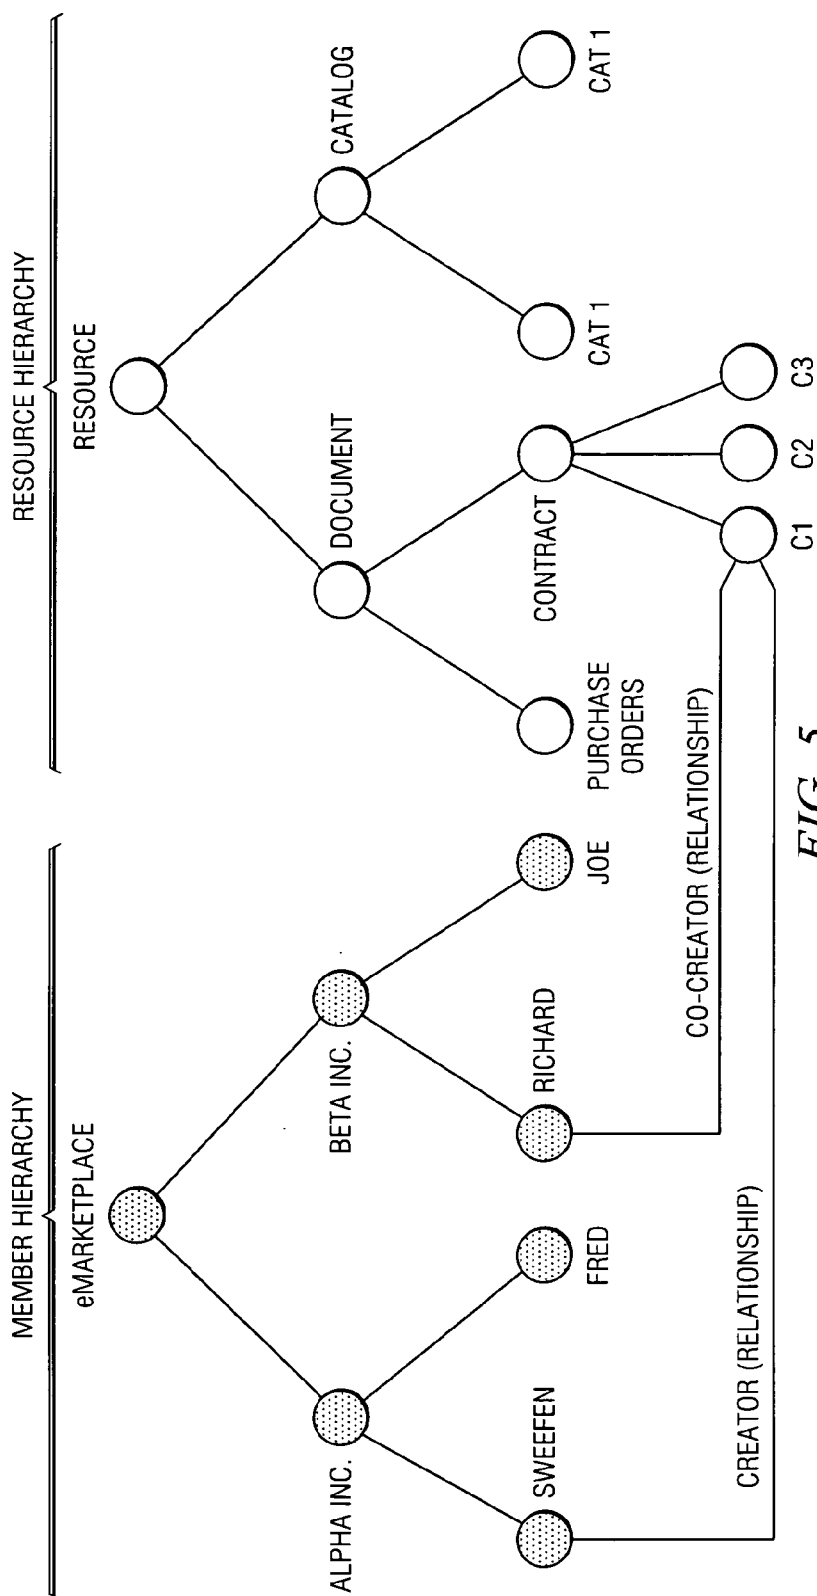 MEMBER HIERARCHY
eMARKETPLACE
ALPHA INC.
BETA INC.
SWEEFEN
FRED
RICHARD
JOE
CREATOR (RELATIONSHIP)
CO-CREATOR (RELATIONSHIP)
RESOURCE HIERARCHY
RESOURCE
DOCUMENT
CATALOG
PURCHASE
ORDERS
CONTRACT
CAT 1
CAT 1
C1
C2
C3
FIG. 5